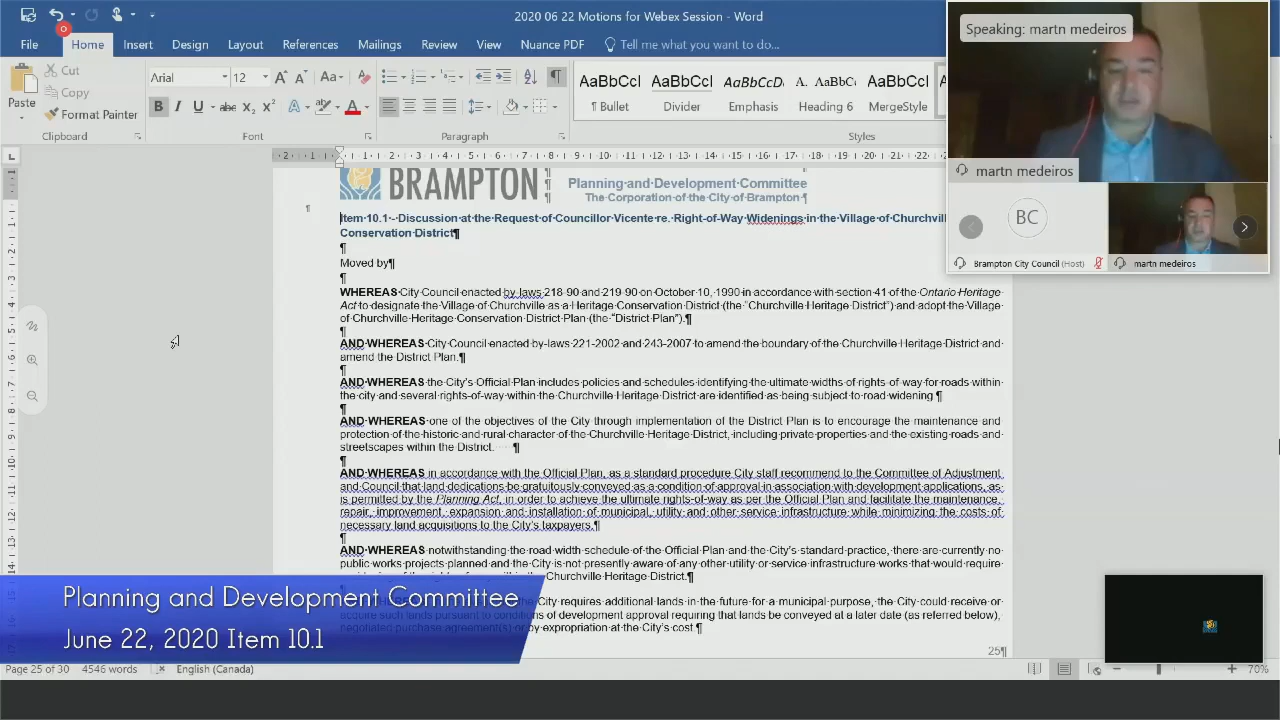 2020 06 22 Motions for Webex Session - Word
File Home Insert Design Layout References Mailings Review View Nuance PDF Tell me what you want to do...
Paste
Cut
Copy
Format Painter
Clipboard
Arial 12
Font
Paragraph
AaBbCcl AaBbCcl AaBbCcD AaBbC AaBbCcl
¶ Bullet Divider Emphasis Heading 6 MergeStyle
Styles
Speaking: martn medeiros
martn medeiros
BC
Brampton City Council (Host)
martn medeiros
BRAMPTON
Planning and Development Committee
The Corporation of the City of Brampton
Item 10.1 - Discussion at the Request of Councillor Vicente re. Right-of-Way Widenings in the Village of Churchvill
Conservation District
Moved by
WHEREAS City Council enacted by-laws 218-90 and 219-90 on October 10, 1990 in accordance with section 41 of the Ontario Heritage
Act to designate the Village of Churchville as a Heritage Conservation District (the "Churchville Heritage District") and adopt the Village
of Churchville Heritage Conservation District Plan (the "District Plan").
AND WHEREAS City Council enacted by-laws 221-2002 and 243-2007 to amend the boundary of the Churchville Heritage District and
amend the District Plan.
AND WHEREAS the City's Official Plan includes policies and schedules identifying the ultimate widths of rights-of-way for roads within
the city and several rights-of-way within the Churchville Heritage District are identified as being subject to road widening.
AND WHEREAS one of the objectives of the City through implementation of the District Plan is to encourage the maintenance and
protection of the historic and rural character of the Churchville Heritage District, including private properties and the existing roads and
streetscapes within the District.
AND WHEREAS in accordance with the Official Plan, as a standard procedure City staff recommend to the Committee of Adjustment
and Council that land dedications be gratuitously conveyed as a condition of approval in association with development applications, as
is permitted by the Planning Act, in order to achieve the ultimate rights-of-way as per the Official Plan and facilitate the maintenance,
repair, improvement, expansion and installation of municipal, utility and other service infrastructure while minimizing the costs of
necessary land acquisitions to the City's taxpayers.
AND WHEREAS notwithstanding the road width schedule of the Official Plan and the City's standard practice, there are currently no
public works projects planned and the City is not presently aware of any other utility or service infrastructure works that would require
Churchville Heritage District.
the City requires additional lands in the future for a municipal purpose, the City could receive or
acquire such lands pursuant to conditions of development approval requiring that lands be conveyed at a later date (as referred below),
negotiated purchase agreement(s) or by expropriation at the City's cost.
25
Planning and Development Committee
June 22, 2020 Item 10.1
Page 25 of 30 4546 words English (Canada) 70%